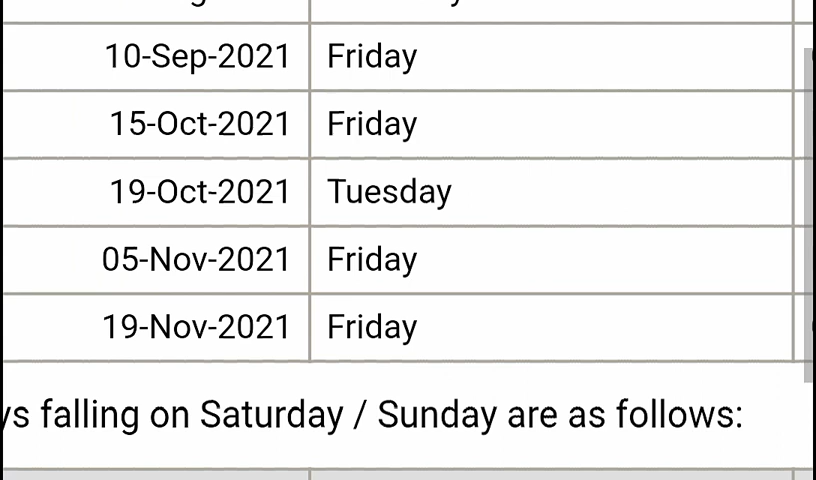 10-Sep-2021 Friday
15-Oct-2021 Friday
19-Oct-2021 Tuesday
05-Nov-2021 Friday
19-Nov-2021 Friday
falling on Saturday / Sunday are as follows: